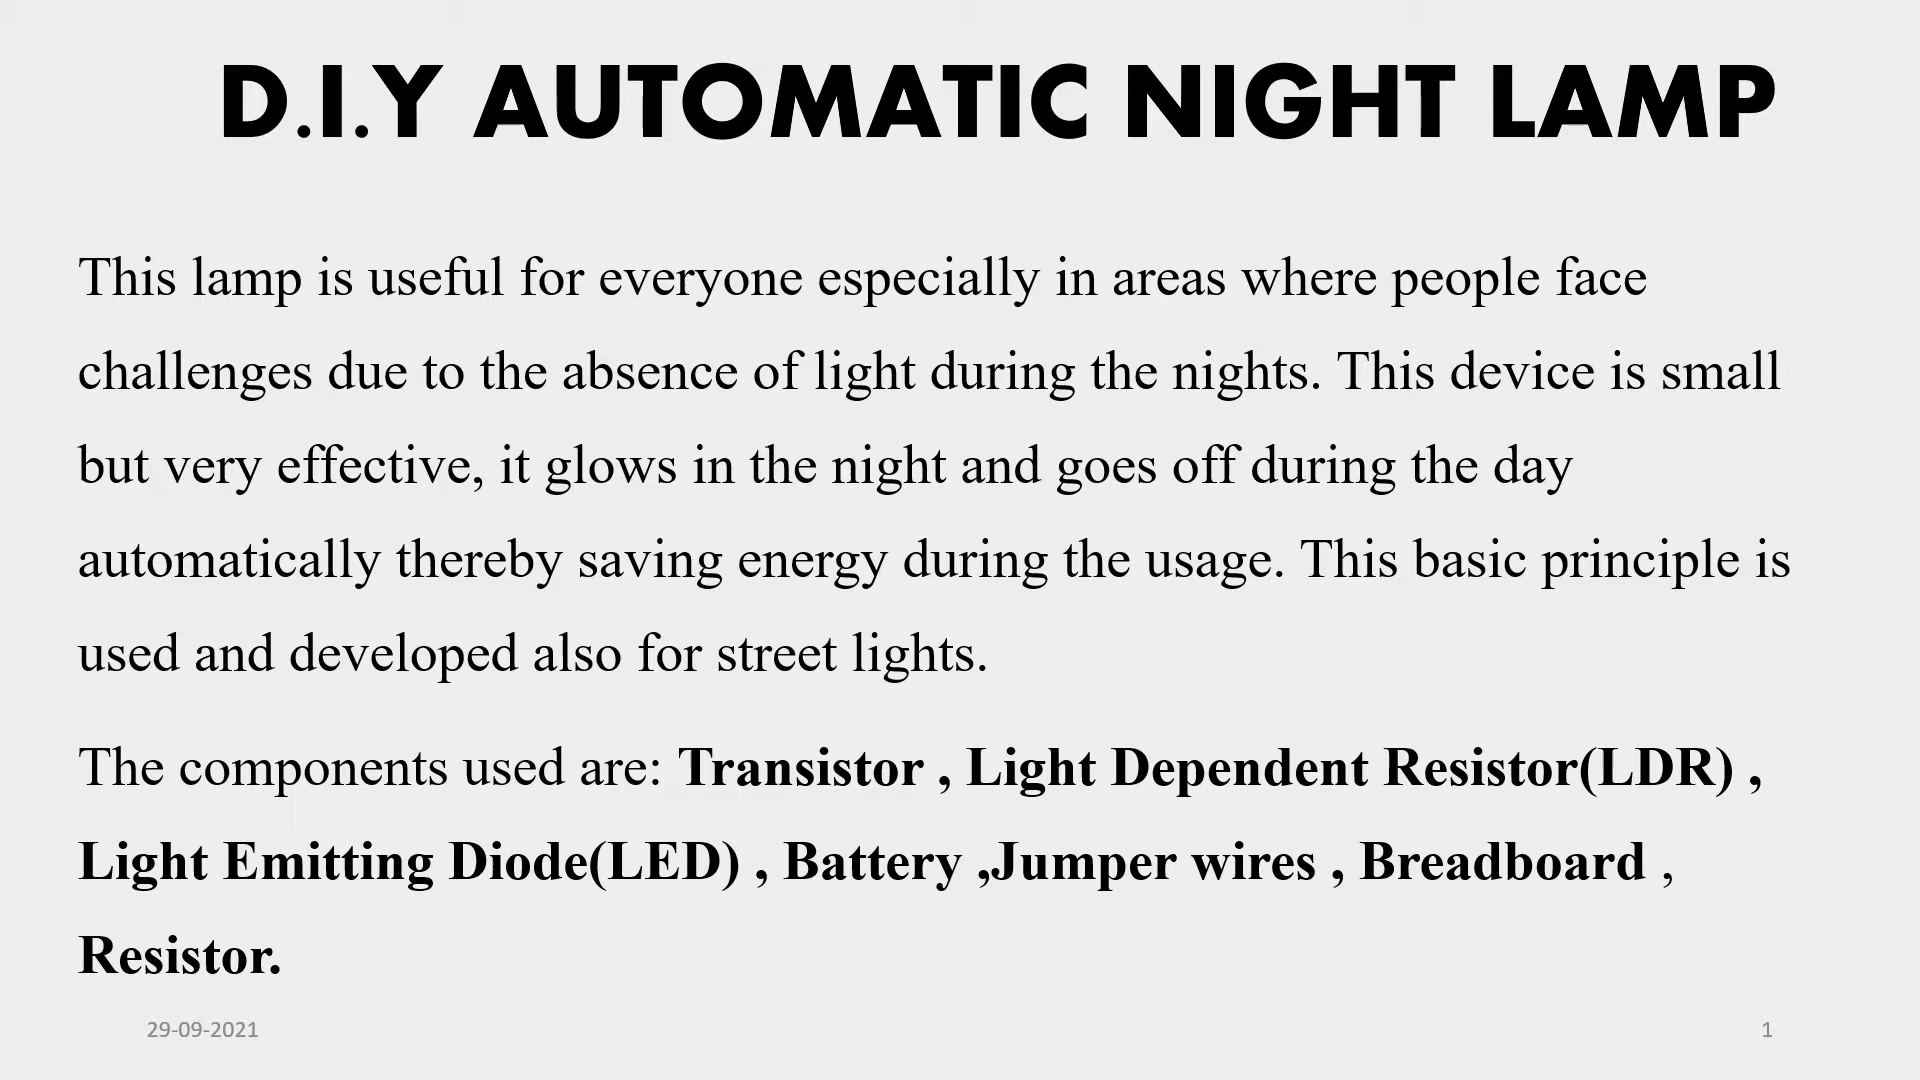 D.I.Y AUTOMATIC NIGHT LAMP
This lamp is useful for everyone especially in areas where people face
challenges due to the absence of light during the nights. This device is small
but very effective, it glows in the night and goes off during the day
automatically thereby saving energy during the usage. This basic principle is
used and developed also for street lights.
The components used are: Transistor , Light Dependent Resistor(LDR) ,
Light Emitting Diode(LED) , Battery ,Jumper wires , Breadboard ,
Resistor.
29-09-2021
1